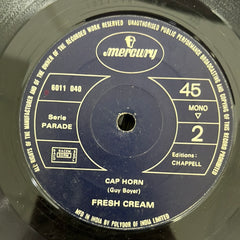 ALL RIGHTS OF THE MANUFACTURER AND OF THE OWNER OF THE RECORDED WORK RESERVED
UNAUTHORISED PUBLIC PERFORMANCE BROADCASTING AND COPYING OF THIS RECORD PROHIBITED
mercury
6011 040
Serie
PARADE
45
MONO
2
Editions:
CHAPPELL
CAP HORN
(Guy Boyer)
FRESH CREAM
MFD IN INDIA BY POLYDOR OF INDIA LIMITED